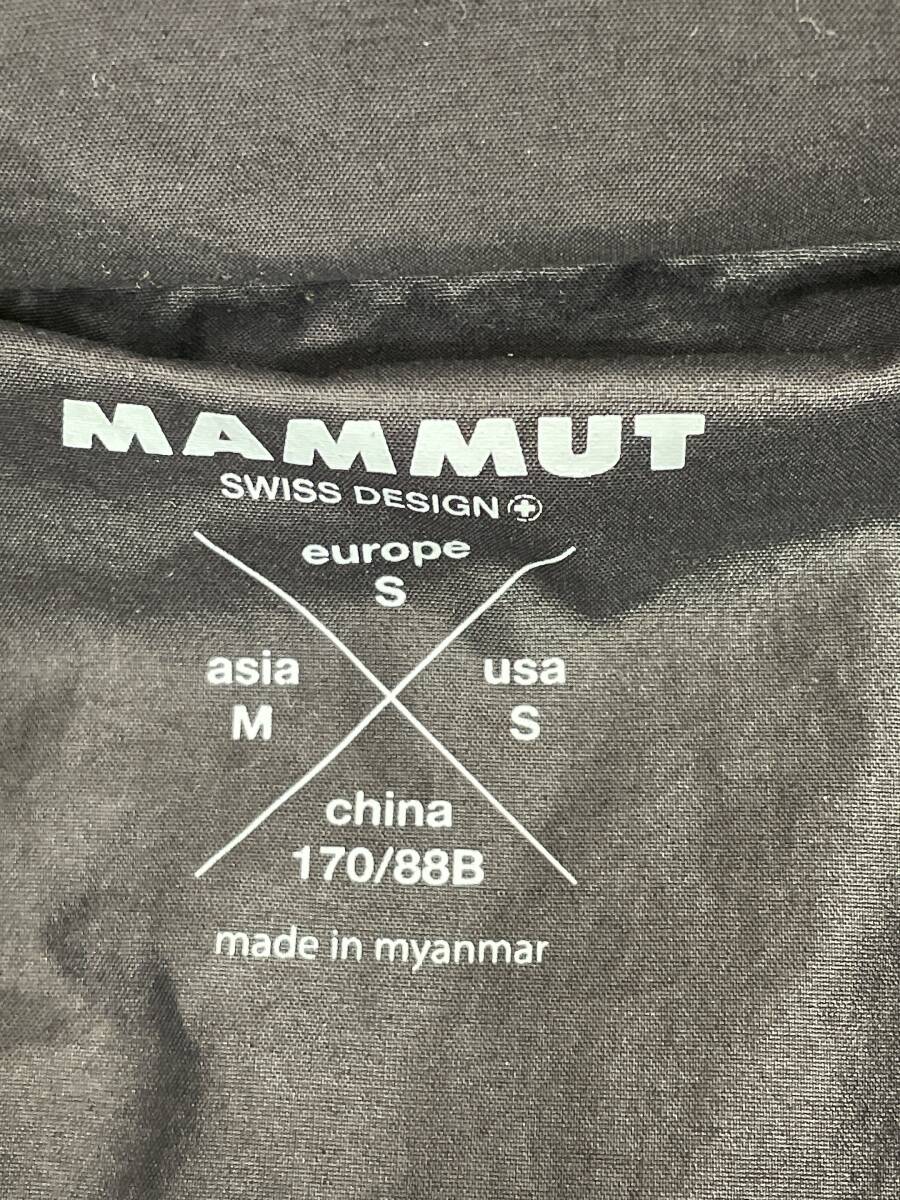 MAMMUT
SWISS DESIGN
europe
S
asia
M
usa
S
china
170/88B
made in myanmar